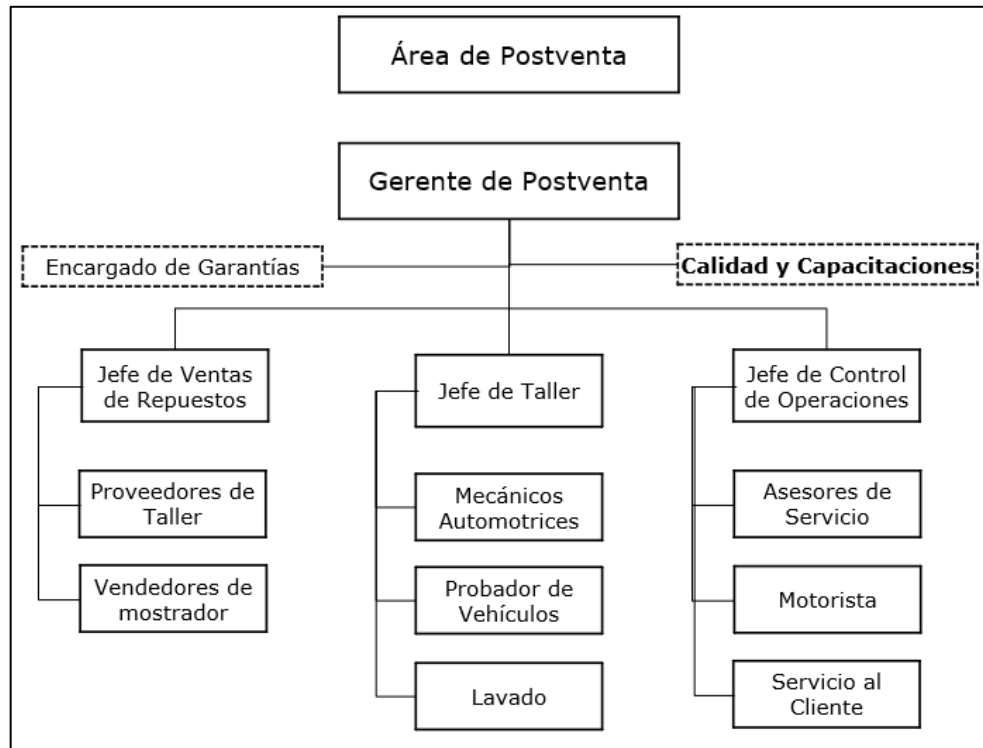 Área de Postventa
Gerente de Postventa
Encargado de Garantías
Calidad y Capacitaciones
Jefe de Ventas
de Repuestos
Jefe de Taller
Jefe de Control
de Operaciones
Proveedores de
Taller
Mecánicos
Automotrices
Asesores de
Servicio
Vendedores de
mostrador
Probador de
Vehículos
Motorista
Lavado
Servicio al
Cliente